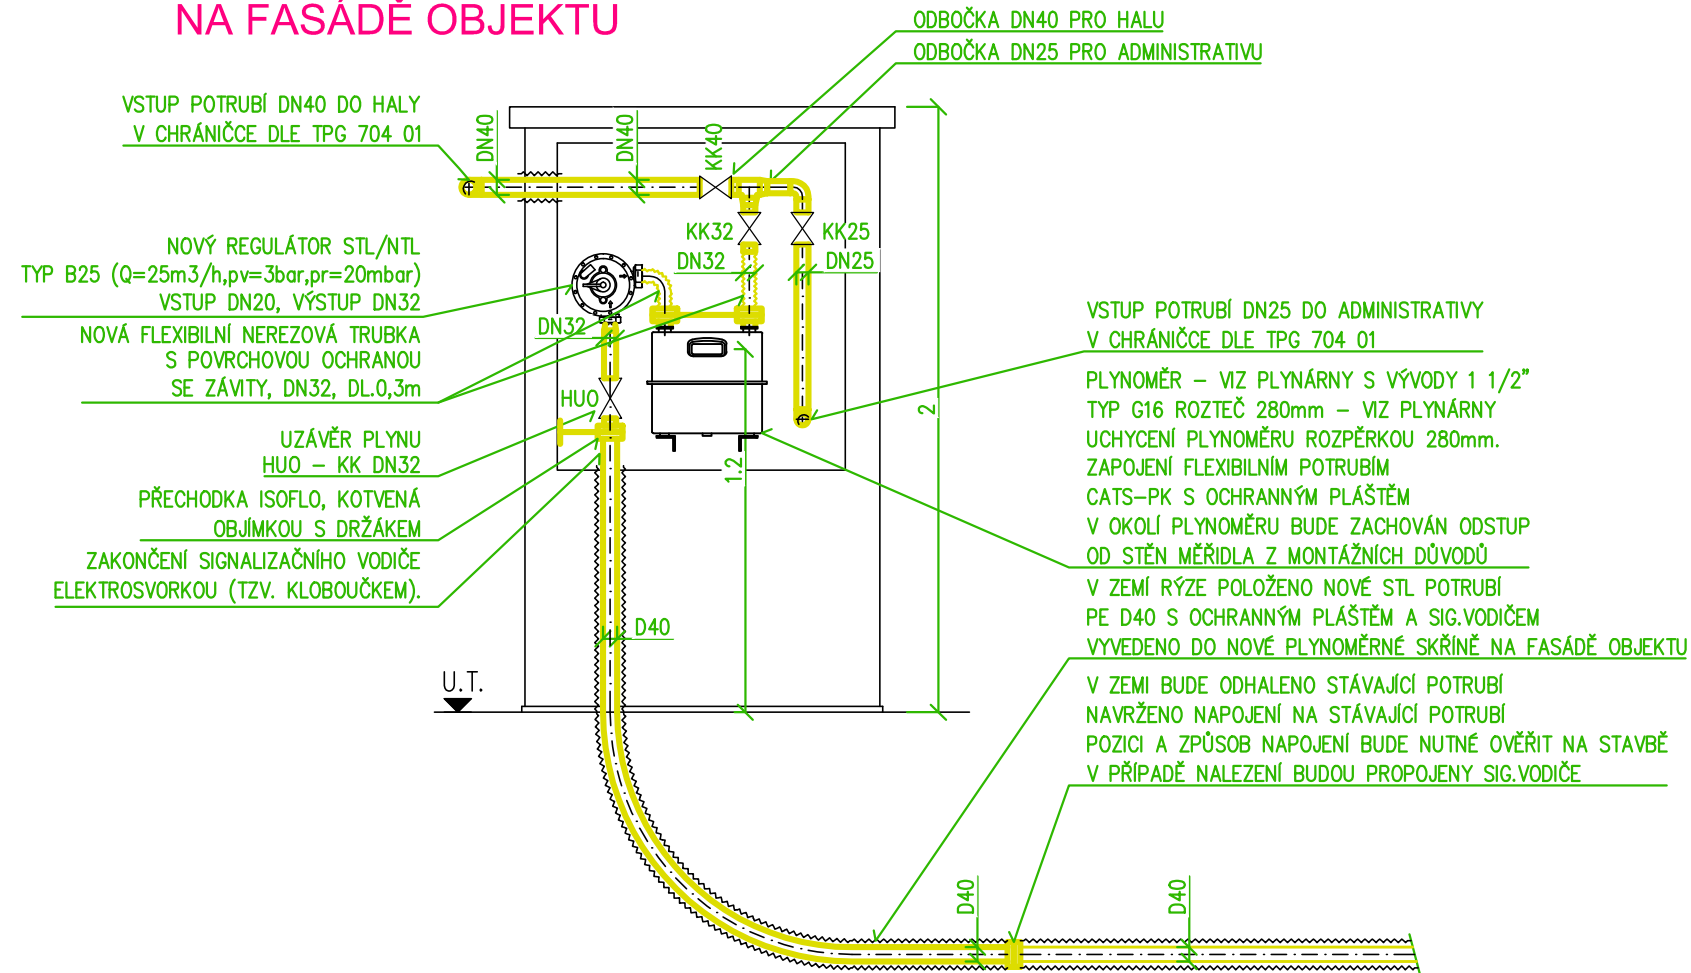 NA FASÁDĚ OBJEKTU
ODBOČKA DN40 PRO HALU
ODBOČKA DN25 PRO ADMINISTRATIVU
VSTUP POTRUBÍ DN40 DO HALY
V CHRÁNIČCE DLE TPG 704 01
DN40
DN40
KK40
KK32
KK25
DN32
DN25
NOVÝ REGULÁTOR STL/NTL
TYP B25 (Q=25m3/h,pv=3bar,pr=20mbar)
VSTUP DN20, VÝSTUP DN32
NOVÁ FLEXIBILNÍ NEREZOVÁ TRUBKA
S POVRCHOVOU OCHRANOU
SE ZÁVITY, DN32, DL.0,3m
DN32
HUO
UZÁVĚR PLYNU
HUO – KK DN32
PŘECHODKA ISOFLO, KOTVENÁ
OBJÍMKOU S DRŽÁKEM
ZAKONČENÍ SIGNALIZAČNÍHO VODIČE
ELEKTROSVORKOU (TZV. KLOBOUČKEM).
2
1.2
D40
U.T.
VSTUP POTRUBÍ DN25 DO ADMINISTRATIVY
V CHRÁNIČCE DLE TPG 704 01
PLYNOMĚR – VIZ PLYNÁRNY S VÝVODY 1 1/2"
TYP G16 ROZTEČ 280mm – VIZ PLYNÁRNY
UCHYCENÍ PLYNOMĚRU ROZPĚRKOU 280mm.
ZAPOJENÍ FLEXIBILNÍM POTRUBÍM
CATS–PK S OCHRANNÝM PLÁŠTĚM
V OKOLÍ PLYNOMĚRU BUDE ZACHOVÁN ODSTUP
OD STĚN MĚŘIDLA Z MONTÁŽNÍCH DŮVODŮ
V ZEMÍ RÝZE POLOŽENO NOVÉ STL POTRUBÍ
PE D40 S OCHRANNÝM PLÁŠTĚM A SIG.VODIČEM
VYVEDENO DO NOVÉ PLYNOMĚRNÉ SKŘÍNĚ NA FASÁDĚ OBJEKTU
V ZEMI BUDE ODHALENO STÁVAJÍCÍ POTRUBÍ
NAVRŽENO NAPOJENÍ NA STÁVAJÍCÍ POTRUBÍ
POZICI A ZPŮSOB NAPOJENÍ BUDE NUTNÉ OVĚŘIT NA STAVBĚ
V PŘÍPADĚ NALEZENÍ BUDOU PROPOJENY SIG.VODIČE
D40
D40